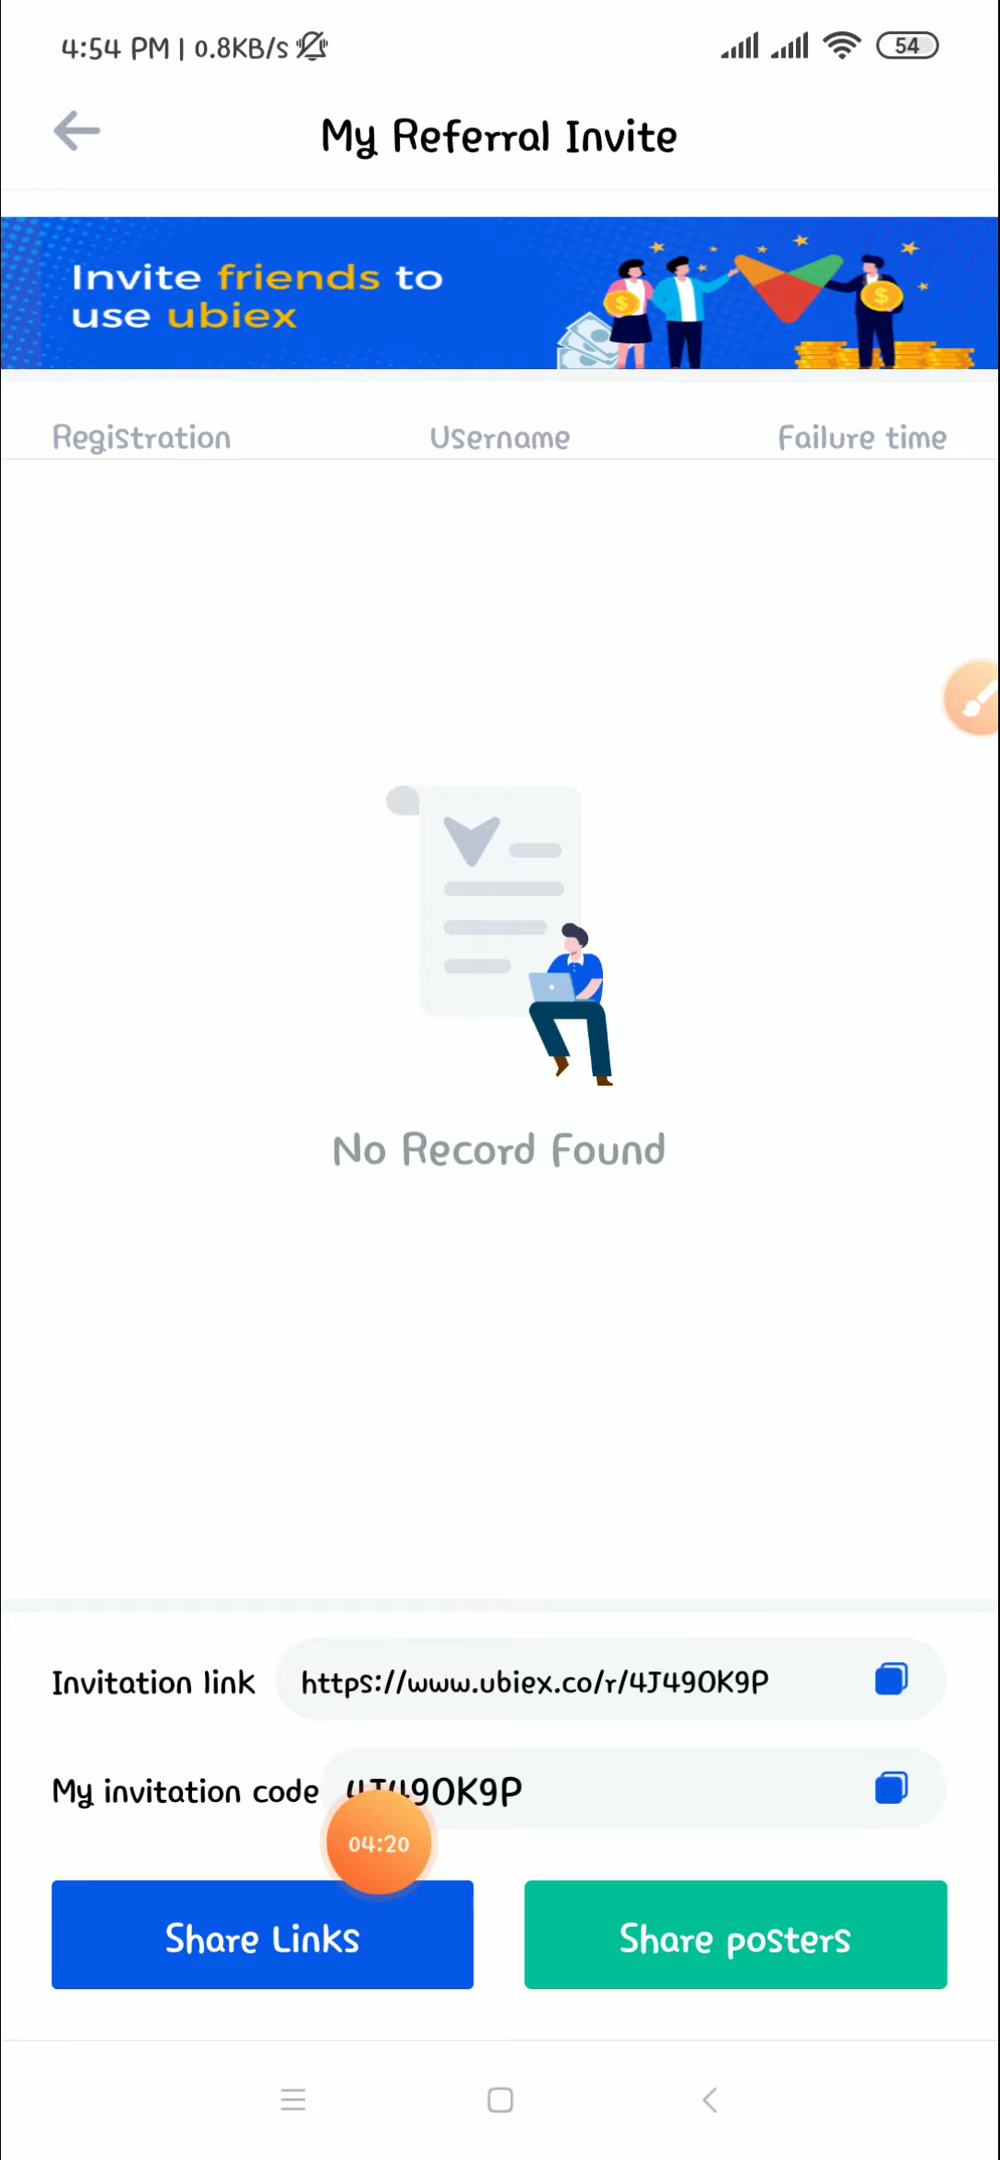 4:54 PM | 0.8KB/s
54
My Referral Invite
Invite friends to
use ubiex
Registration Username Failure time
No Record Found
Invitation link https://www.ubiex.co/r/4J49OK9P
My invitation code 4J49OK9P
04:20
Share Links Share posters